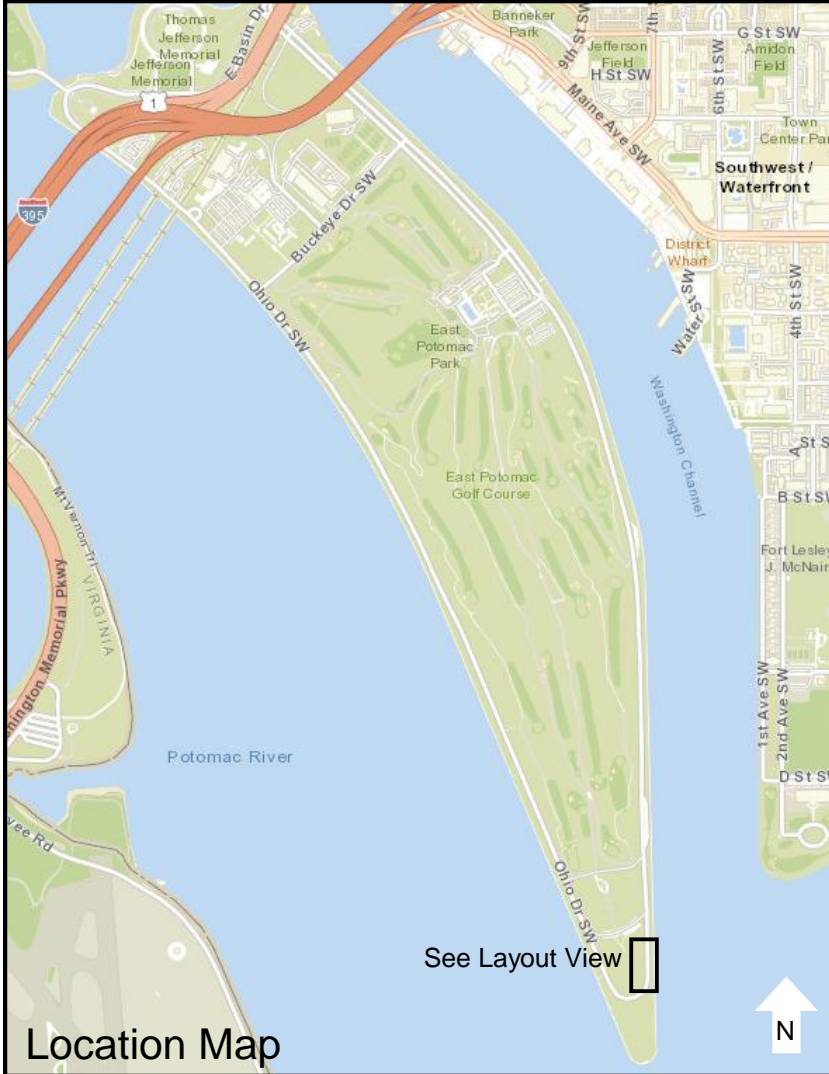 Thomas
Jefferson
Memorial
Jefferson
Memorial
E Basin Dr
1
395
Banneker
Park
9th St SW
7th S
Jefferson
Field
H St SW
6th St SW
G St SW
Amidon
Field
Maine Ave SW
Town
Center Par
Southwest /
Waterfront
Buckeye Dr SW
Ohio Dr SW
District
Wharf
Water St SW
4th St SW
East
Potomac
Park
Washington Channel
East Potomac
Golf Course
A St S
B St SW
Fort Lesley
J. McNair
Mt Vernon Trl
VIRGINIA
shington Memorial Pkwy
1st Ave SW
2nd Ave SW
D St SW
Potomac River
yee Rd
Ohio Dr SW
See Layout View
N
Location Map